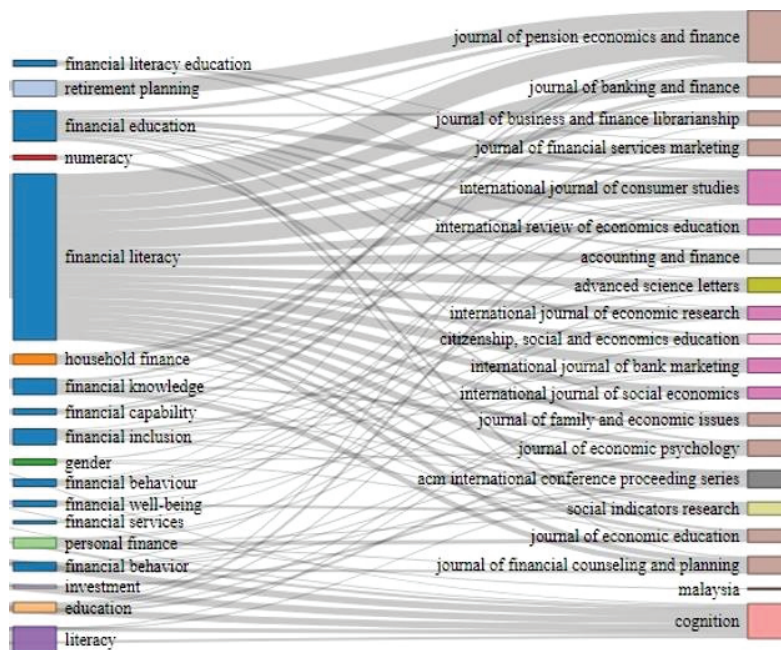 financial literacy education
retirement planning
financial education
numeracy
financial literacy
household finance
financial knowledge
financial capability
financial inclusion
gender
financial behaviour
financial well-being
financial services
personal finance
financial behavior
investment
education
literacy
journal of pension economics and finance
journal of banking and finance
journal of business and finance librarianship
journal of financial services marketing
international journal of consumer studies
international review of economics education
accounting and finance
advanced science letters
international journal of economic research
citizenship, social and economics education
international journal of bank marketing
international journal of social economics
journal of family and economic issues
journal of economic psychology
acm international conference proceeding series
social indicators research
journal of economic education
journal of financial counseling and planning
malaysia
cognition